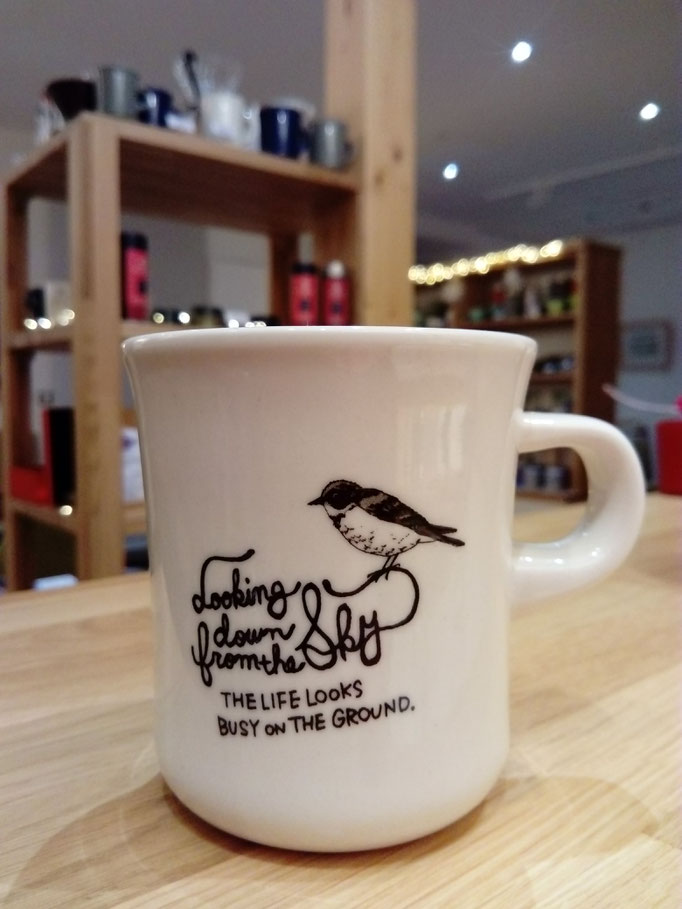 Looking
down
from the Sky
THE LIFE LOOKS
BUSY ON THE GROUND.